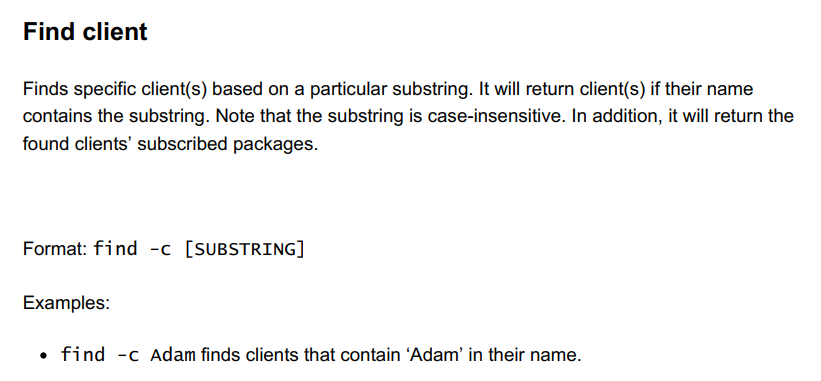 Find client
Finds specific client(s) based on a particular substring. It will return client(s) if their name
contains the substring. Note that the substring is case-insensitive. In addition, it will return the
found clients’ subscribed packages.
Format: find -c [SUBSTRING]
Examples:
• find -c Adam finds clients that contain ‘Adam’ in their name.